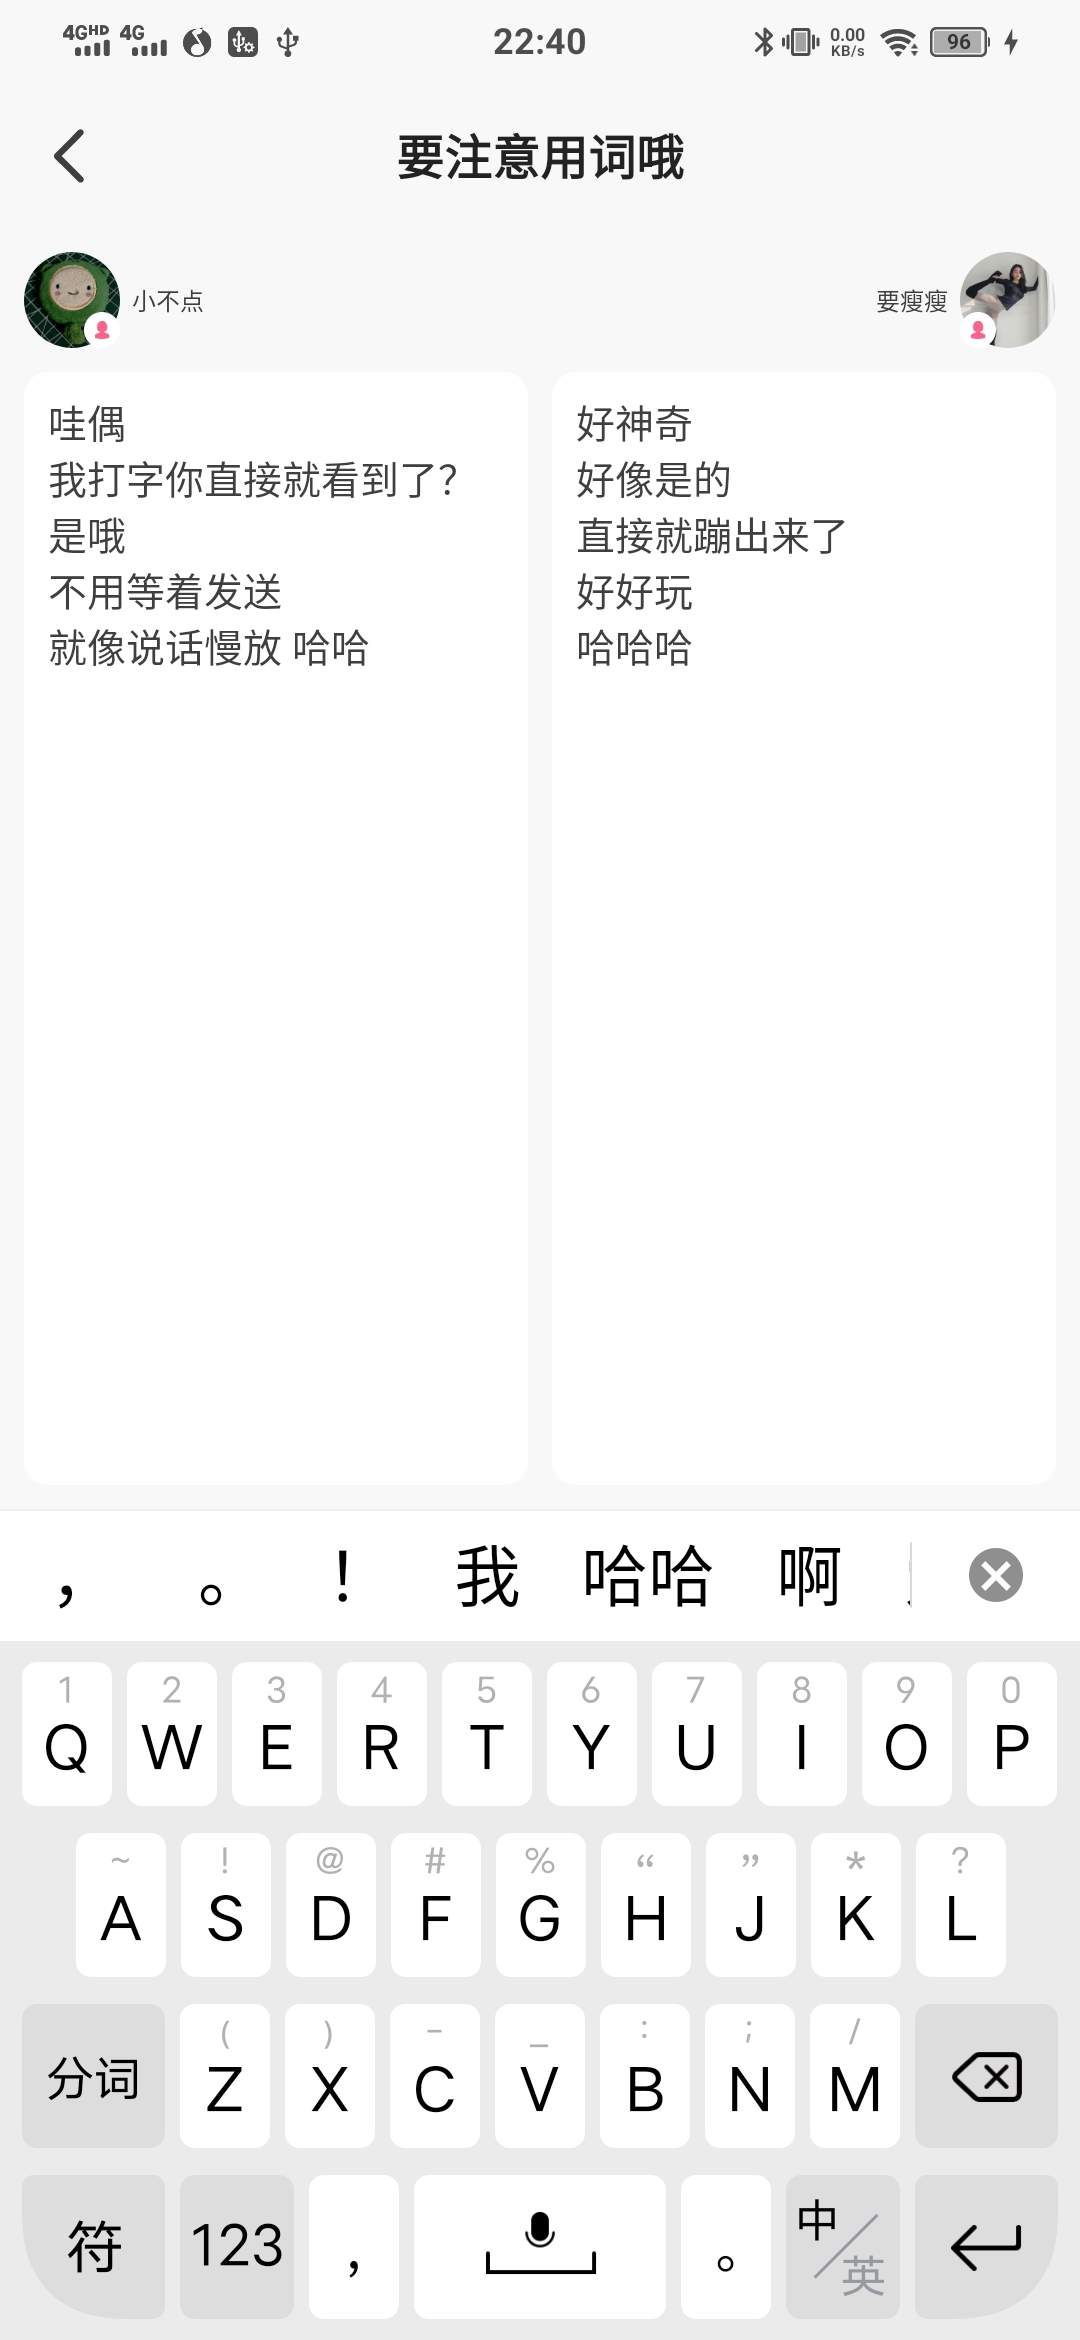 4GHD 4G 22:40 0.00 KB/s 96
要注意用词哦
小不点
要瘦瘦
哇偶
我打字你直接就看到了？
是哦
不用等着发送
就像说话慢放 哈哈
好神奇
好像是的
直接就蹦出来了
好好玩
哈哈哈
， 。 ！ 我 哈哈 啊
1 2 3 4 5 6 7 8 9 0
Q W E R T Y U I O P
~ ! @ # % “ ” * ?
A S D F G H J K L
( ) - _ : ; /
分词 Z X C V B N M
符 123 ， 。 中/英